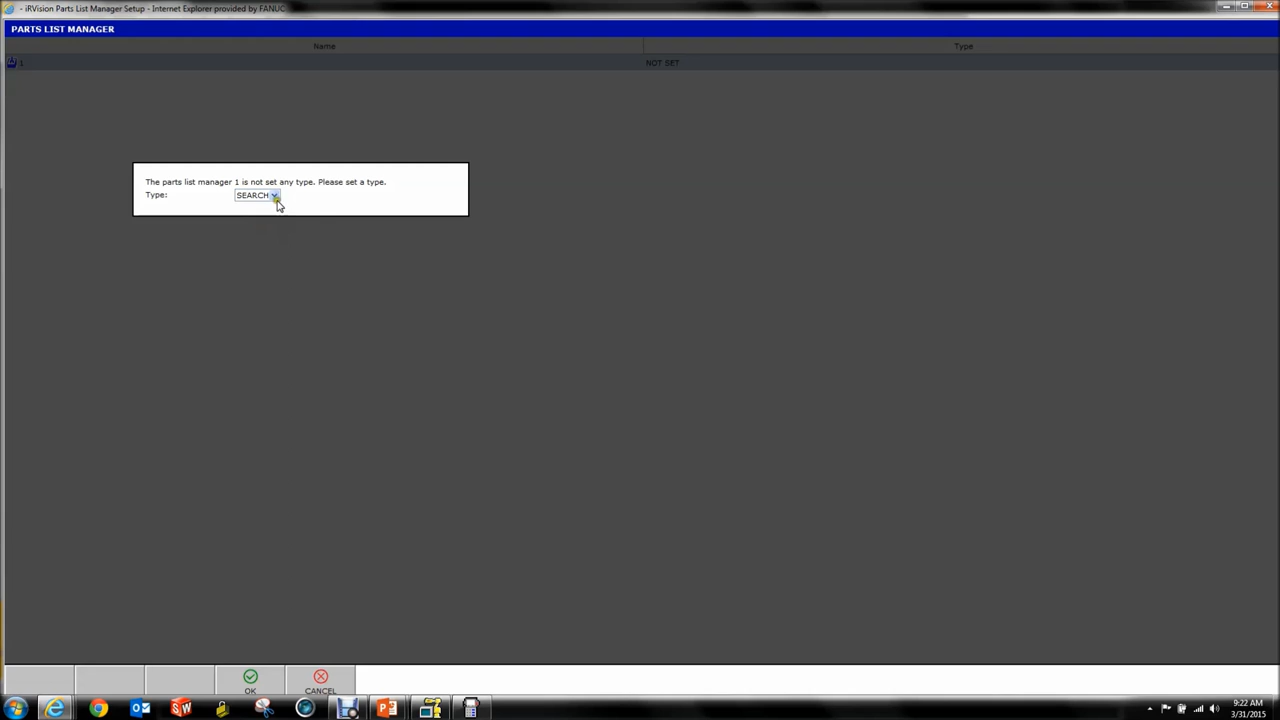 - iRVision Parts List Manager Setup - Internet Explorer provided by FANUC
PARTS LIST MANAGER
Name Type
1 NOT SET
The parts list manager 1 is not set any type. Please set a type.
Type: SEARCH
OK CANCEL
9:22 AM
3/31/2015